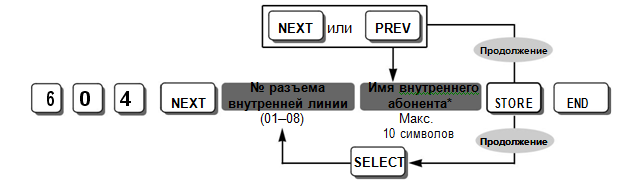 NEXT или PREV
Продолжение
6 0 4 NEXT
№ разъема
внутренней линии
(01–08)
Имя внутреннего
абонента*
Макс.
10 символов
STORE
END
Продолжение
SELECT